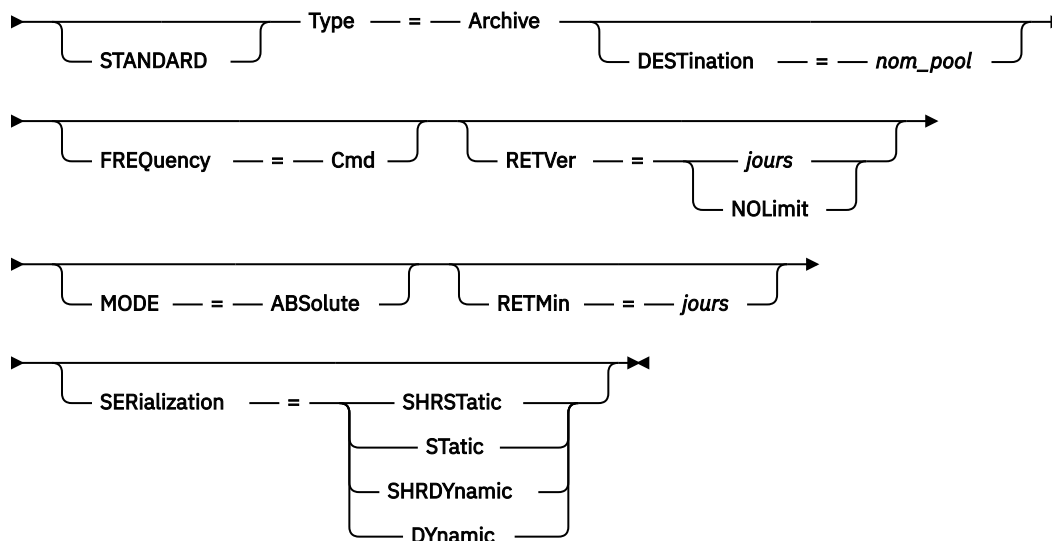 Type = Archive
STANDARD
DESTination = nom_pool
FREQuency = Cmd
RETVer = jours
NOLimit
MODE = ABSolute
RETMin = jours
SERialization = SHRSTatic
STatic
SHRDYnamic
DYnamic